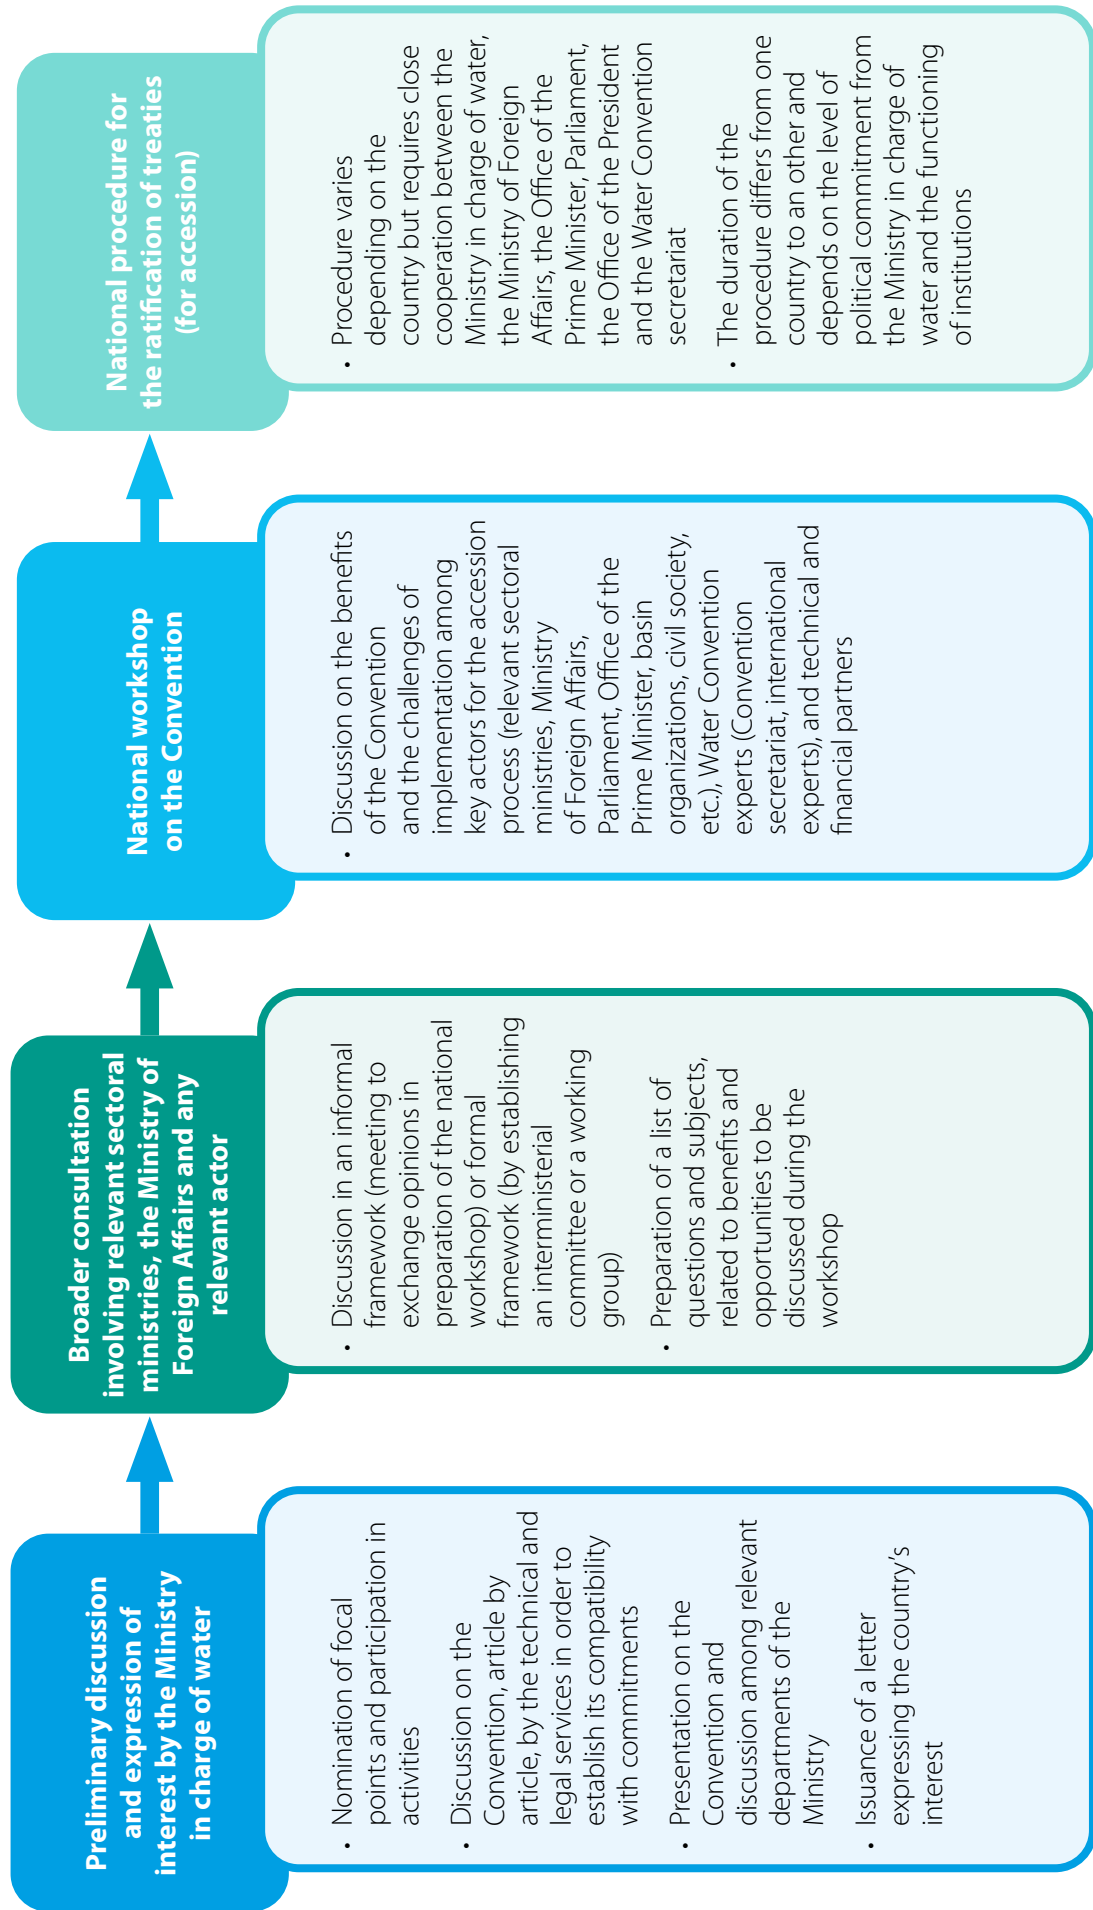 Preliminary discussion
and expression of
interest by the Ministry
in charge of water
• Nomination of focal
points and participation in
activities
• Discussion on the
Convention, article by
article, by the technical and
legal services in order to
establish its compatibility
with commitments
• Presentation on the
Convention and
discussion among relevant
departments of the
Ministry
• Issuance of a letter
expressing the country’s
interest
Broader consultation
involving relevant sectoral
ministries, the Ministry of
Foreign Affairs and any
relevant actor
• Discussion in an informal
framework (meeting to
exchange opinions in
preparation of the national
workshop) or formal
framework (by establishing
an interministerial
committee or a working
group)
• Preparation of a list of
questions and subjects,
related to benefits and
opportunities to be
discussed during the
workshop
National workshop
on the Convention
• Discussion on the benefits
of the Convention
and the challenges of
implementation among
key actors for the accession
process (relevant sectoral
ministries, Ministry
of Foreign Affairs,
Parliament, Office of the
Prime Minister, basin
organizations, civil society,
etc.), Water Convention
experts (Convention
secretariat, international
experts), and technical and
financial partners
National procedure for
the ratification of treaties
(for accession)
• Procedure varies
depending on the
country but requires close
cooperation between the
Ministry in charge of water,
the Ministry of Foreign
Affairs, the Office of the
Prime Minister, Parliament,
the Office of the President
and the Water Convention
secretariat
• The duration of the
procedure differs from one
country to an other and
depends on the level of
political commitment from
the Ministry in charge of
water and the functioning
of institutions